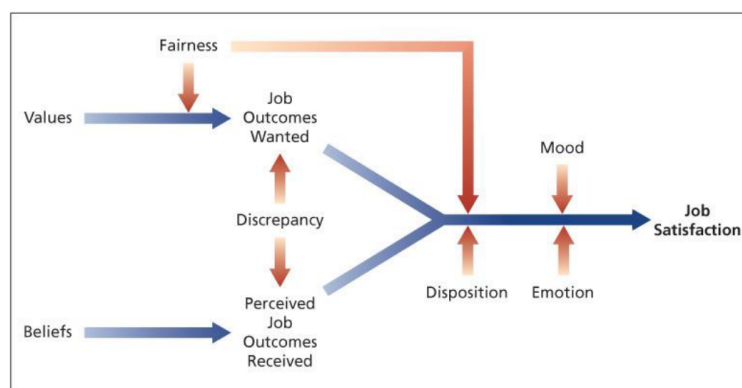 Fairness
Values
Job
Outcomes
Wanted
Mood
Discrepancy
Job
Satisfaction
Disposition
Emotion
Perceived
Job
Outcomes
Received
Beliefs